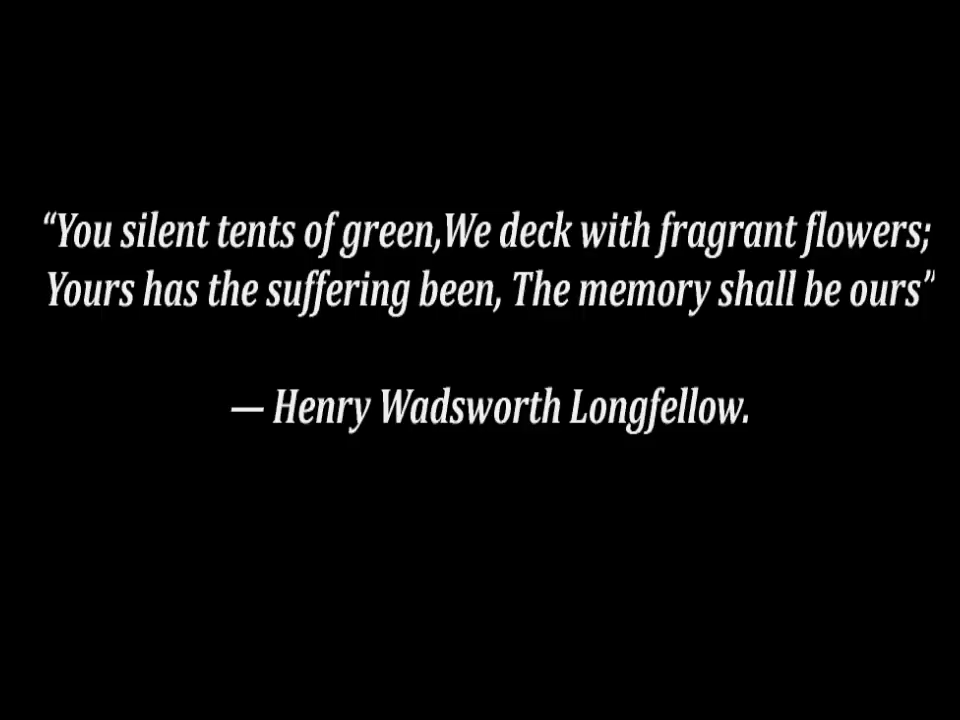 “You silent tents of green,We deck with fragrant flowers;
Yours has the suffering been, The memory shall be ours”
— Henry Wadsworth Longfellow.